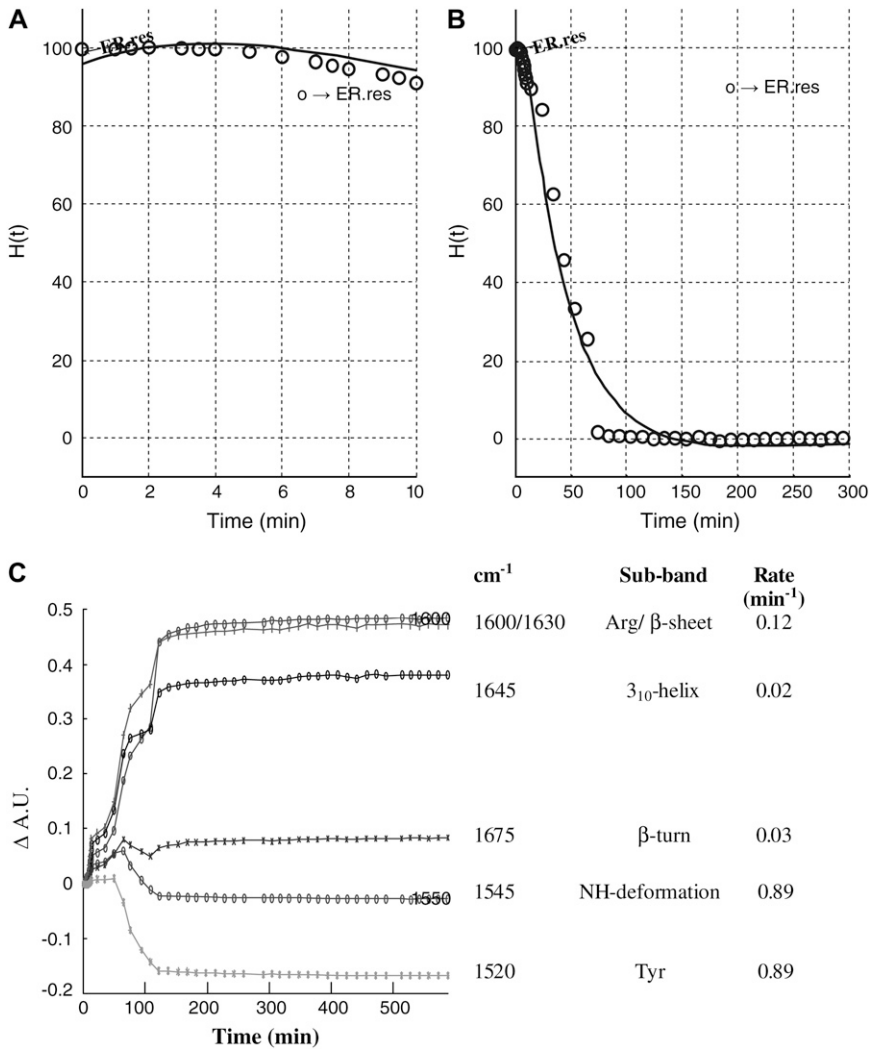 A
B
100
80
60
40
20
0
H(t)
ER.res
o → ER.res
0
2
4
6
8
10
Time (min)
100
80
60
40
20
0
H(t)
ER.res
o → ER.res
0
50
100
150
200
250
300
Time (min)
C
cm-1 Sub-band Rate (min-1)
0.5
0.4
0.3
0.2
0.1
0
-0.1
-0.2
Δ A.U.
1600
1550
0
100
200
300
400
500
Time (min)
1600/1630 Arg/ β-sheet 0.12
1645 3₁₀-helix 0.02
1675 β-turn 0.03
1545 NH-deformation 0.89
1520 Tyr 0.89